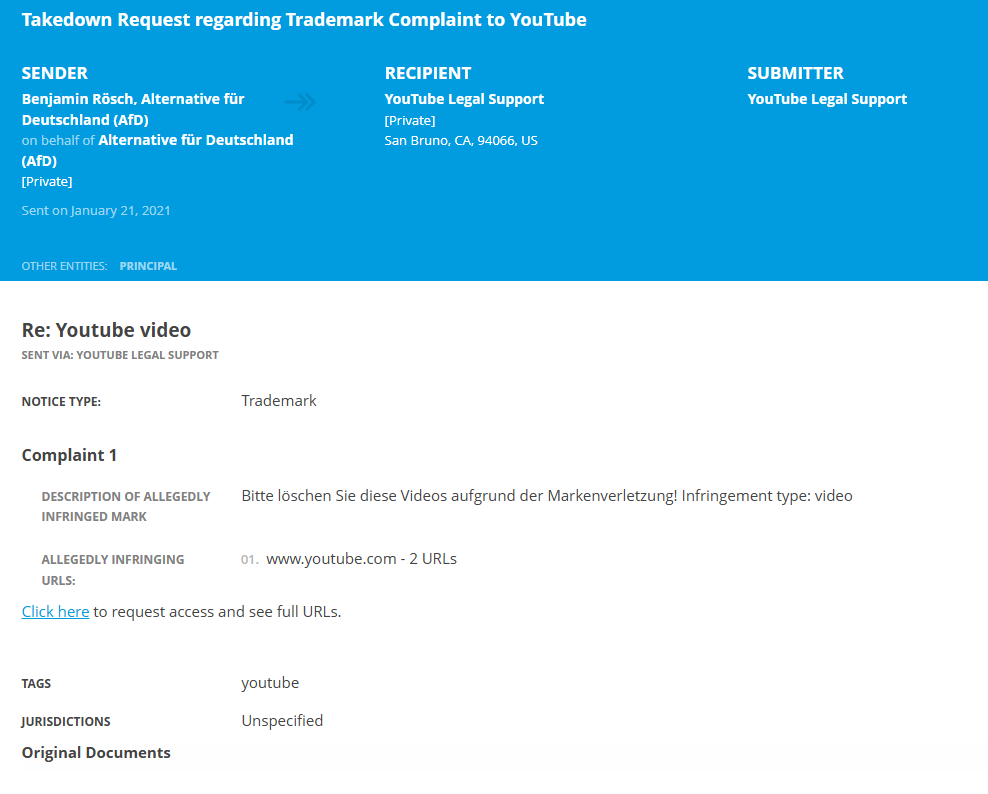 Takedown Request regarding Trademark Complaint to YouTube
SENDER
Benjamin Rösch, Alternative für
Deutschland (AfD)
on behalf of Alternative für Deutschland
(AfD)
[Private]
Sent on January 21, 2021
RECIPIENT
YouTube Legal Support
[Private]
San Bruno, CA, 94066, US
SUBMITTER
YouTube Legal Support
OTHER ENTITIES: PRINCIPAL
Re: Youtube video
SENT VIA: YOUTUBE LEGAL SUPPORT
NOTICE TYPE: Trademark
Complaint 1
DESCRIPTION OF ALLEGEDLY
INFRINGED MARK
Bitte löschen Sie diese Videos aufgrund der Markenverletzung! Infringement type: video
ALLEGEDLY INFRINGING
URLS:
01. www.youtube.com - 2 URLs
Click here to request access and see full URLs.
TAGS youtube
JURISDICTIONS Unspecified
Original Documents